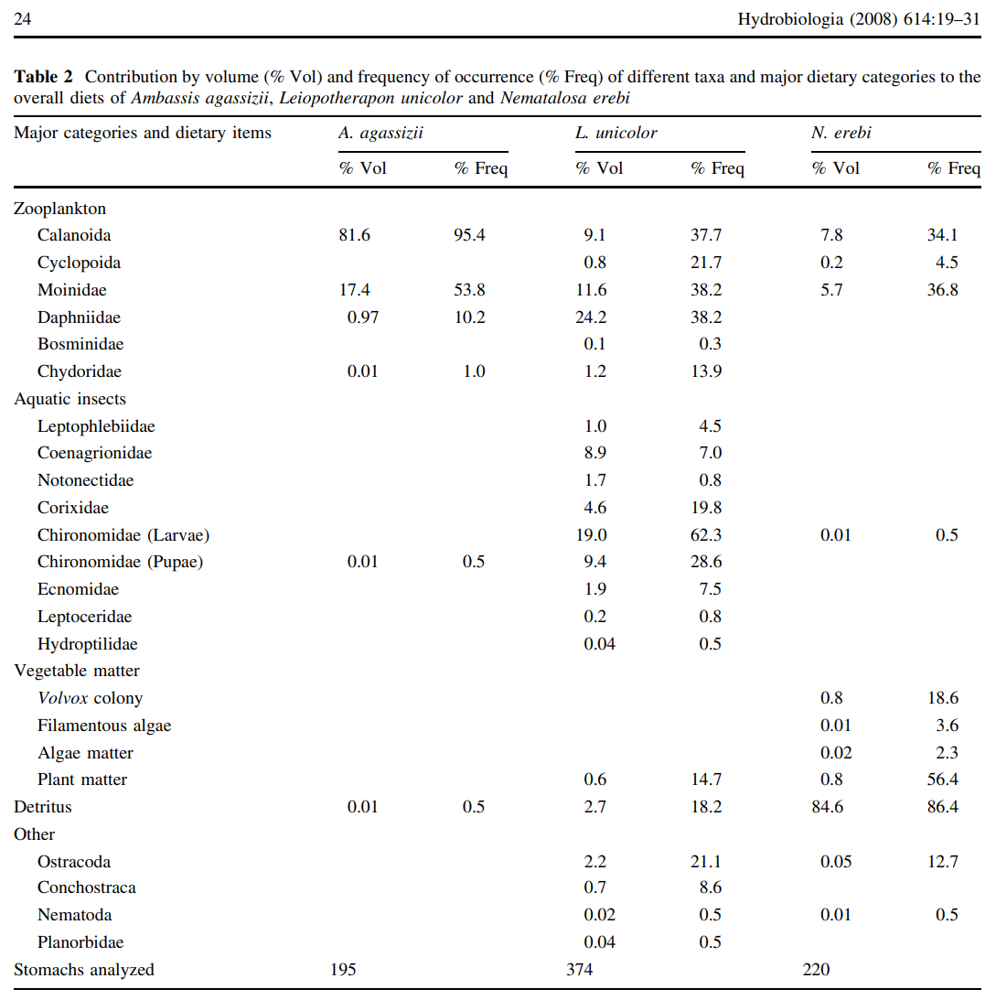 24 Hydrobiologia (2008) 614:19–31
Table 2 Contribution by volume (% Vol) and frequency of occurrence (% Freq) of different taxa and major dietary categories to the
overall diets of Ambassis agassizii, Leiopotherapon unicolor and Nematalosa erebi
Major categories and dietary items A. agassizii L. unicolor N. erebi
% Vol % Freq % Vol % Freq % Vol % Freq
Zooplankton
Calanoida 81.6 95.4 9.1 37.7 7.8 34.1
Cyclopoida 0.8 21.7 0.2 4.5
Moinidae 17.4 53.8 11.6 38.2 5.7 36.8
Daphniidae 0.97 10.2 24.2 38.2
Bosminidae 0.1 0.3
Chydoridae 0.01 1.0 1.2 13.9
Aquatic insects
Leptophlebiidae 1.0 4.5
Coenagrionidae 8.9 7.0
Notonectidae 1.7 0.8
Corixidae 4.6 19.8
Chironomidae (Larvae) 19.0 62.3 0.01 0.5
Chironomidae (Pupae) 0.01 0.5 9.4 28.6
Ecnomidae 1.9 7.5
Leptoceridae 0.2 0.8
Hydroptilidae 0.04 0.5
Vegetable matter
Volvox colony 0.8 18.6
Filamentous algae 0.01 3.6
Algae matter 0.02 2.3
Plant matter 0.6 14.7 0.8 56.4
Detritus 0.01 0.5 2.7 18.2 84.6 86.4
Other
Ostracoda 2.2 21.1 0.05 12.7
Conchostraca 0.7 8.6
Nematoda 0.02 0.5 0.01 0.5
Planorbidae 0.04 0.5
Stomachs analyzed 195 374 220